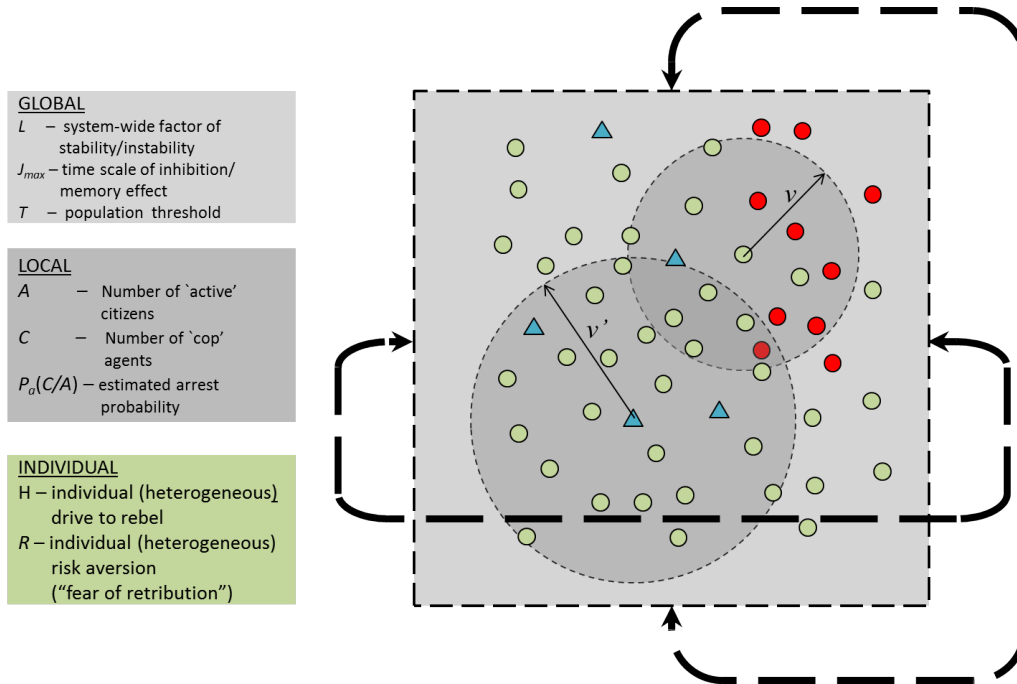 GLOBAL
L – system-wide factor of
stability/instability
Jmax – time scale of inhibition/
memory effect
T – population threshold
LOCAL
A – Number of `active'
citizens
C – Number of `cop'
agents
Pa(C/A) – estimated arrest
probability
INDIVIDUAL
H – individual (heterogeneous)
drive to rebel
R – individual (heterogeneous)
risk aversion
(“fear of retribution”)
v
v’